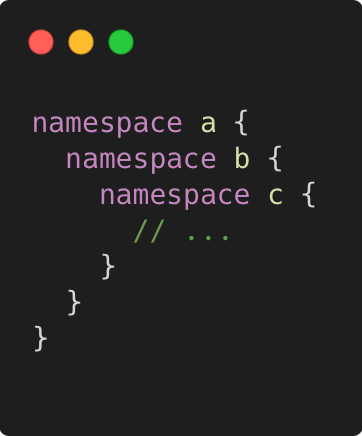 namespace a {
  namespace b {
    namespace c {
      // ...
    }
  }
}